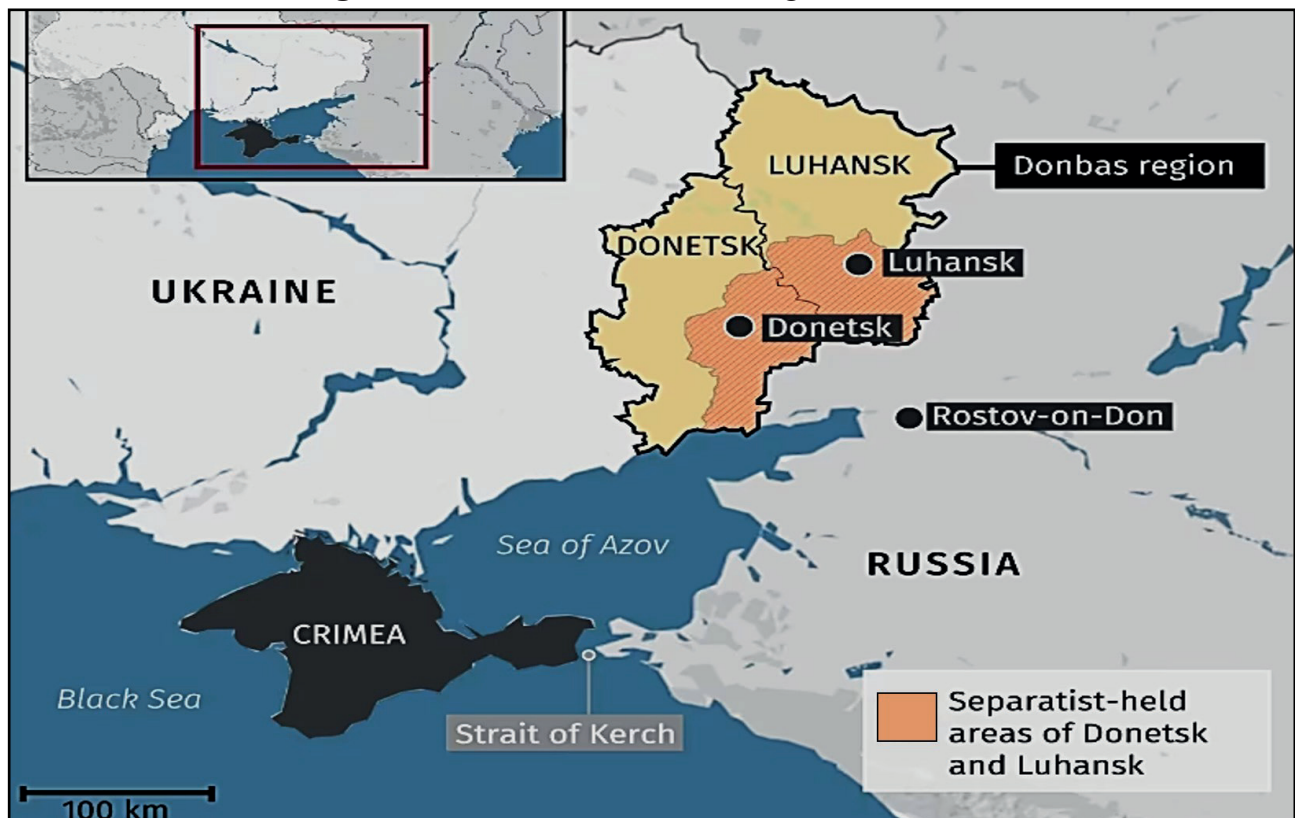 LUHANSK
Donbas region
DONETSK
Luhansk
UKRAINE
Donetsk
Rostov-on-Don
Sea of Azov
RUSSIA
CRIMEA
Black Sea
Strait of Kerch
Separatist-held
areas of Donetsk
and Luhansk
100 km